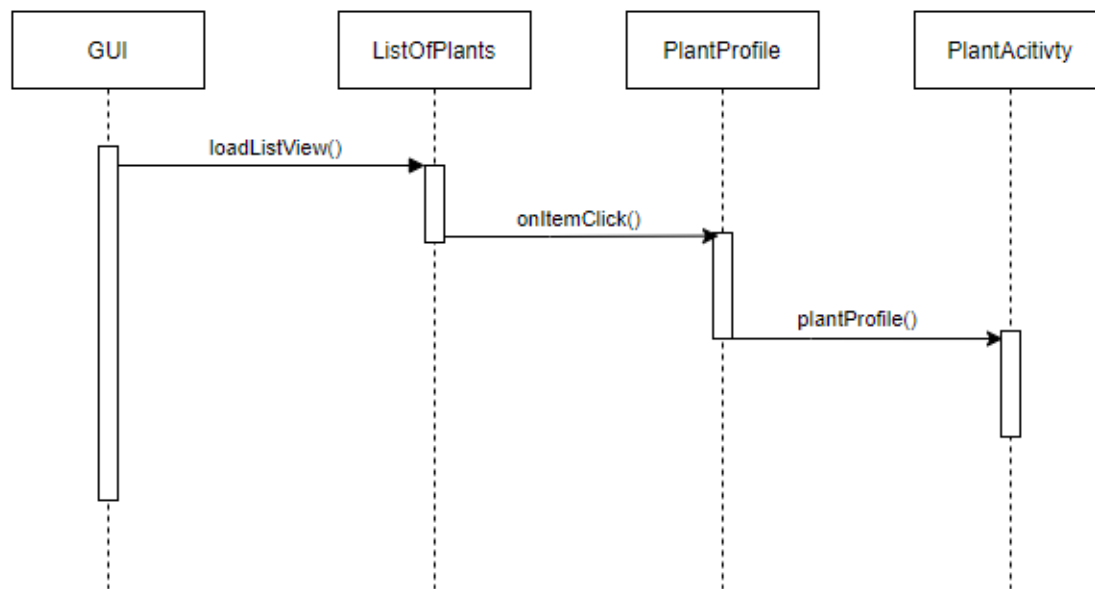 GUI
ListOfPlants
PlantProfile
PlantAcitivty
loadListView()
onItemClick()
plantProfile()